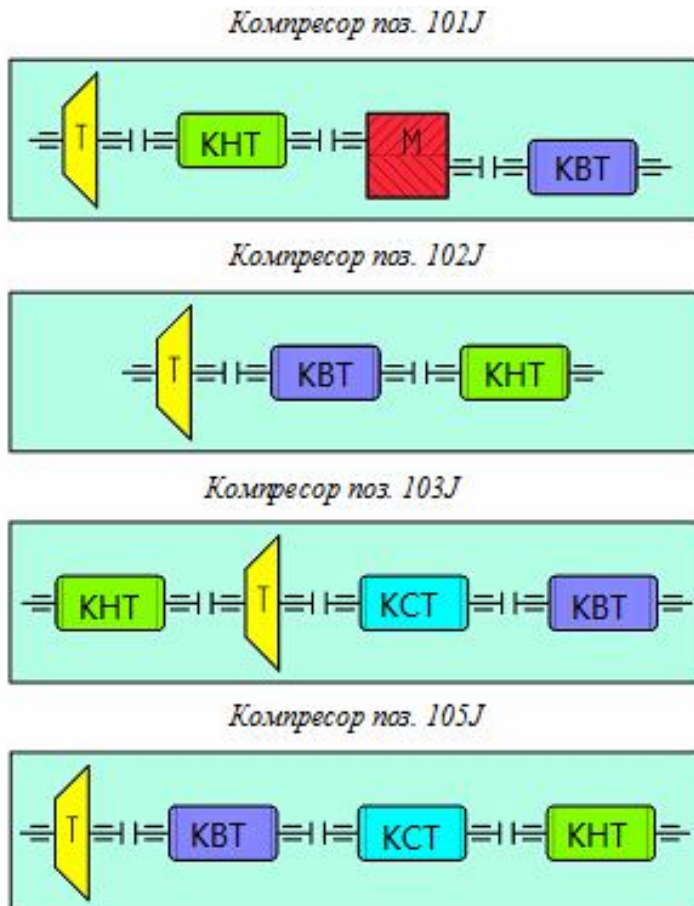 Компресор поз. 101J
Т КНТ М КВТ
Компресор поз. 102J
Т КВТ КНТ
Компресор поз. 103J
КНТ Т КСТ КВТ
Компресор поз. 105J
Т КВТ КСТ КНТ